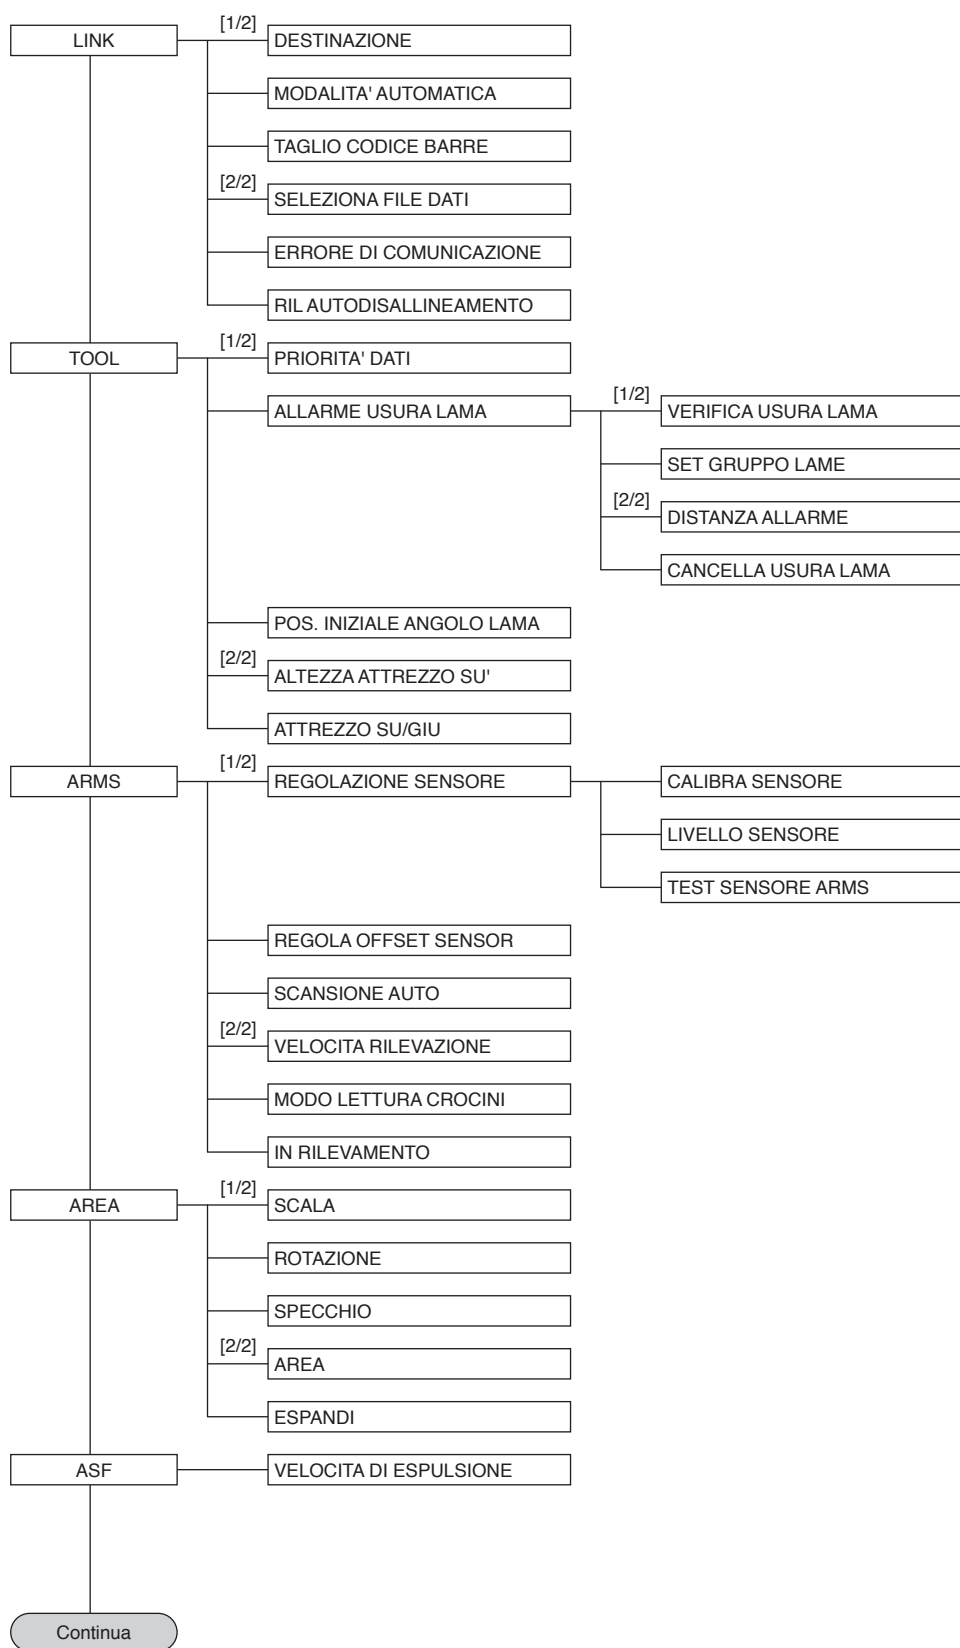 LINK
[1/2]
DESTINAZIONE
MODALITA' AUTOMATICA
TAGLIO CODICE BARRE
[2/2]
SELEZIONA FILE DATI
ERRORE DI COMUNICAZIONE
RIL AUTODISALLINEAMENTO
TOOL
[1/2]
PRIORITA' DATI
ALLARME USURA LAMA
[1/2]
VERIFICA USURA LAMA
SET GRUPPO LAME
[2/2]
DISTANZA ALLARME
CANCELLA USURA LAMA
POS. INIZIALE ANGOLO LAMA
[2/2]
ALTEZZA ATTREZZO SU'
ATTREZZO SU/GIU
ARMS
[1/2]
REGOLAZIONE SENSORE
CALIBRA SENSORE
LIVELLO SENSORE
TEST SENSORE ARMS
REGOLA OFFSET SENSOR
SCANSIONE AUTO
[2/2]
VELOCITA RILEVAZIONE
MODO LETTURA CROCINI
IN RILEVAMENTO
AREA
[1/2]
SCALA
ROTAZIONE
SPECCHIO
[2/2]
AREA
ESPANDI
ASF
VELOCITA DI ESPULSIONE
Continua